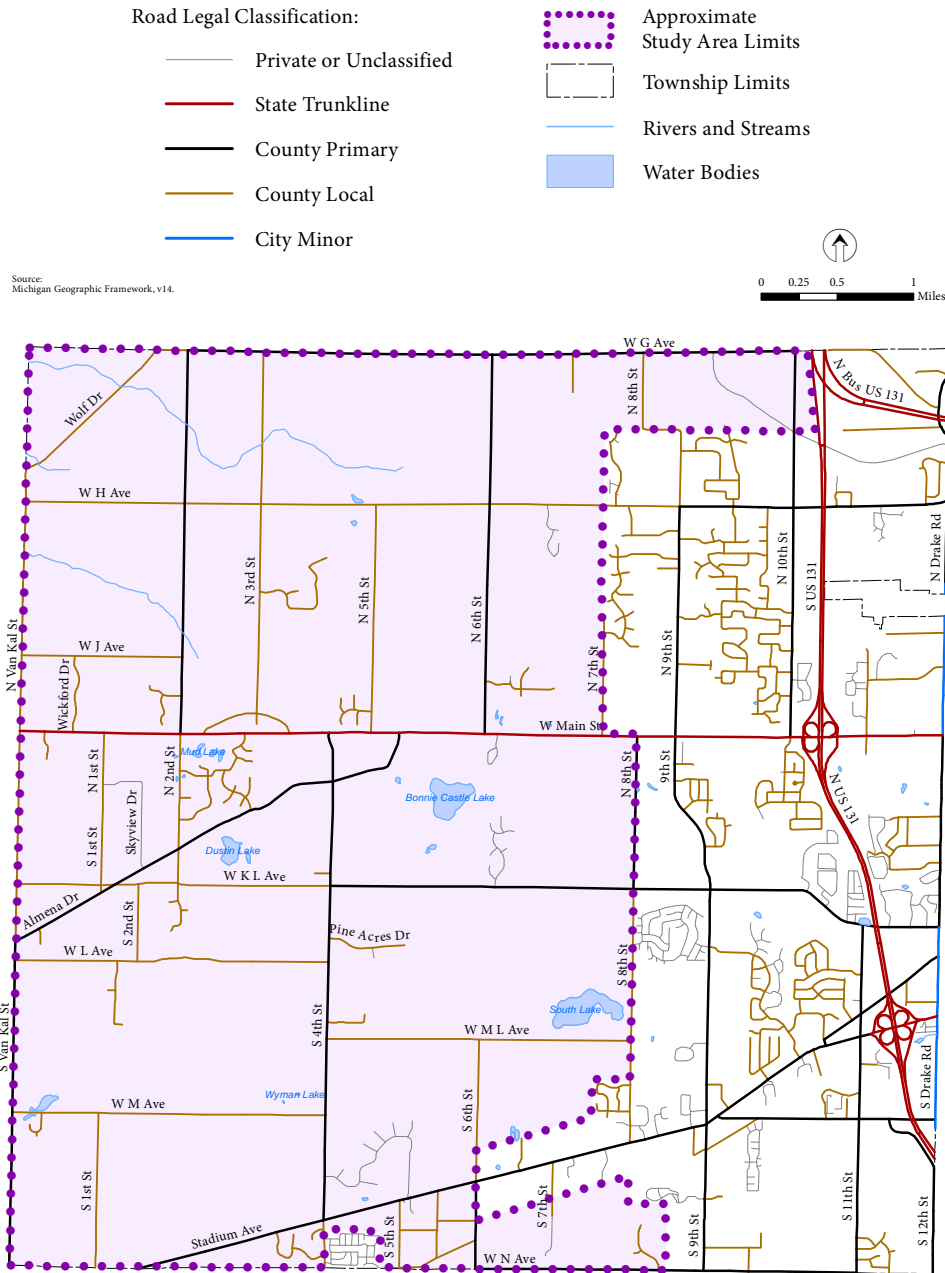 Road Legal Classification:
Private or Unclassified
State Trunkline
County Primary
County Local
City Minor
Approximate
Study Area Limits
Township Limits
Rivers and Streams
Water Bodies
Source:
Michigan Geographic Framework, v14.
0 0.25 0.5 1
Miles
W G Ave
N Bus US 131
Wolf Dr
N 8th St
W H Ave
N Drake Rd
N 10th St
S US 131
N 3rd St
N 5th St
N 6th St
N 7th St
N 9th St
N Van Kal St
W J Ave
Wickford Dr
W Main St
Mud Lake
N 1st St
N 2nd St
N 8th St
9th St
N US 131
Bonnie Castle Lake
Skyview Dr
S 1st St
Dustin Lake
W K L Ave
Almena Dr
S 2nd St
Pine Acres Dr
W L Ave
S 8th St
S Van Kal St
S 4th St
South Lake
W M L Ave
S Drake Rd
Wyman Lake
W M Ave
S 6th St
S 1st St
S 7th St
S 11th St
S 12th St
Stadium Ave
S 5th St
S 9th St
W N Ave